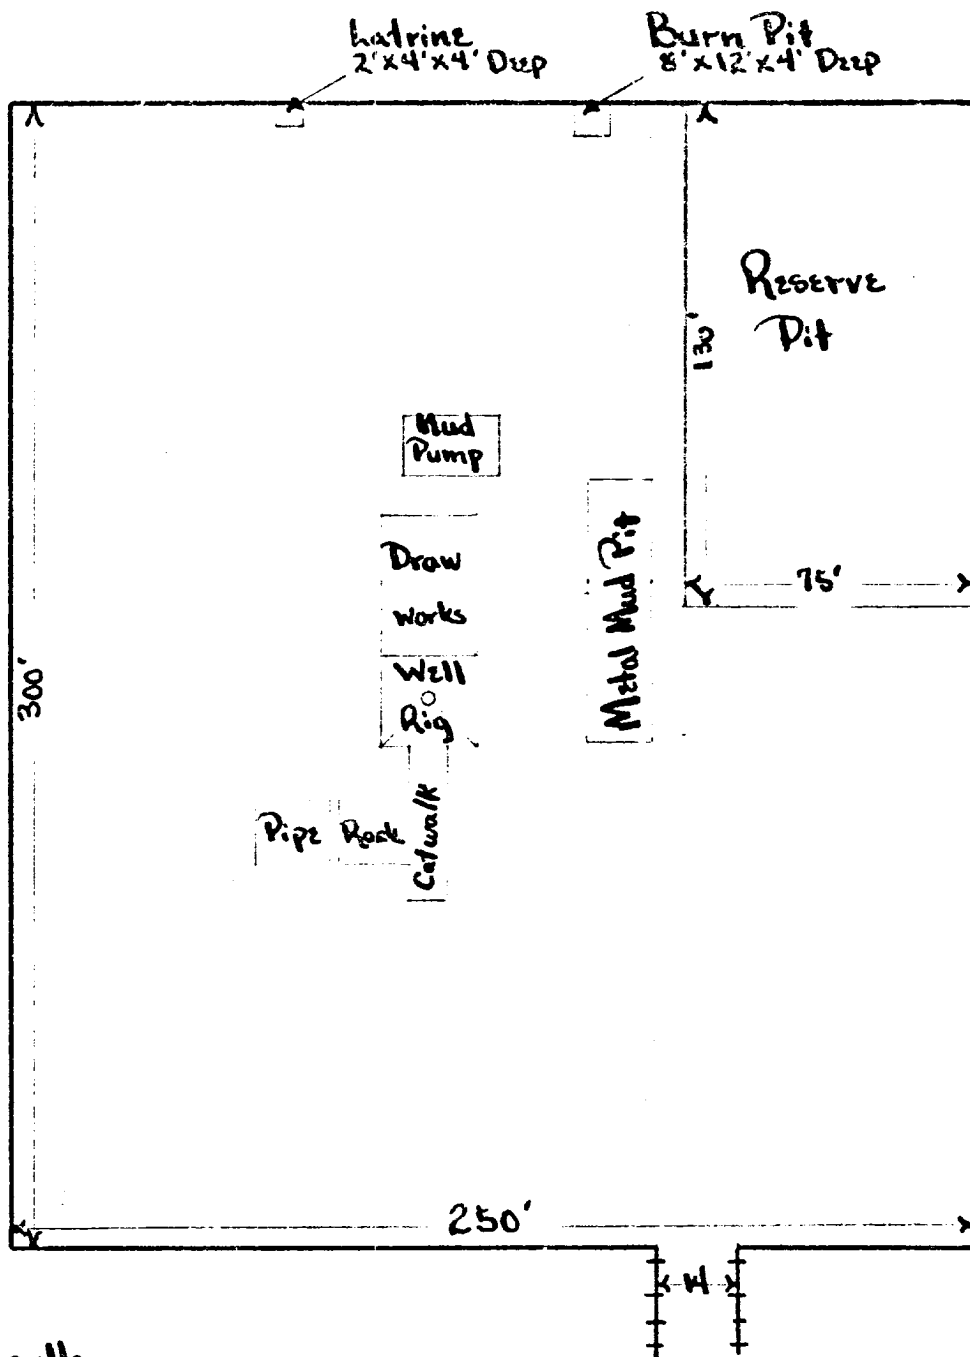 Latrine
2'x4'x4' Deep
Burn Pit
8'x12'x4' Deep
Reserve
Pit
130'
Mud
Pump
Draw
works
Metal Mud Pit
75'
Well
Rig
300'
Pipe Rack
Catwalk
250'
14